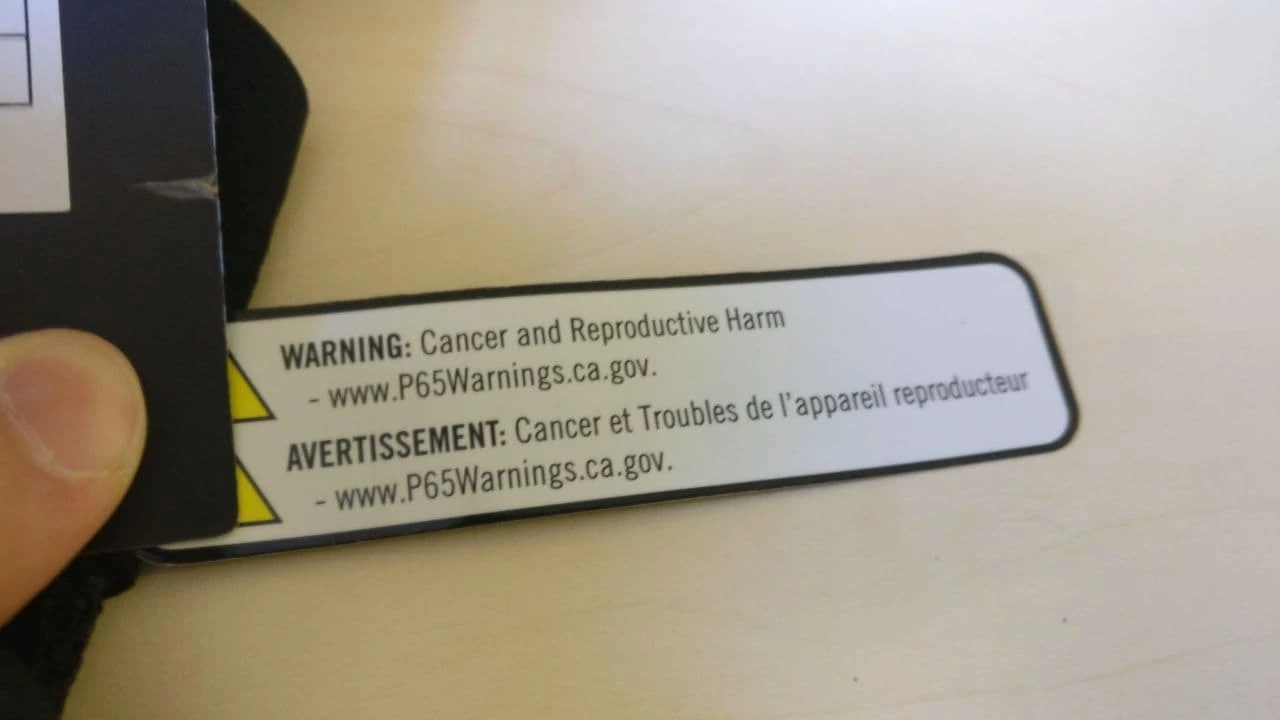 WARNING: Cancer and Reproductive Harm
- www.P65Warnings.ca.gov.
AVERTISSEMENT: Cancer et Troubles de l'appareil reproducteur
- www.P65Warnings.ca.gov.